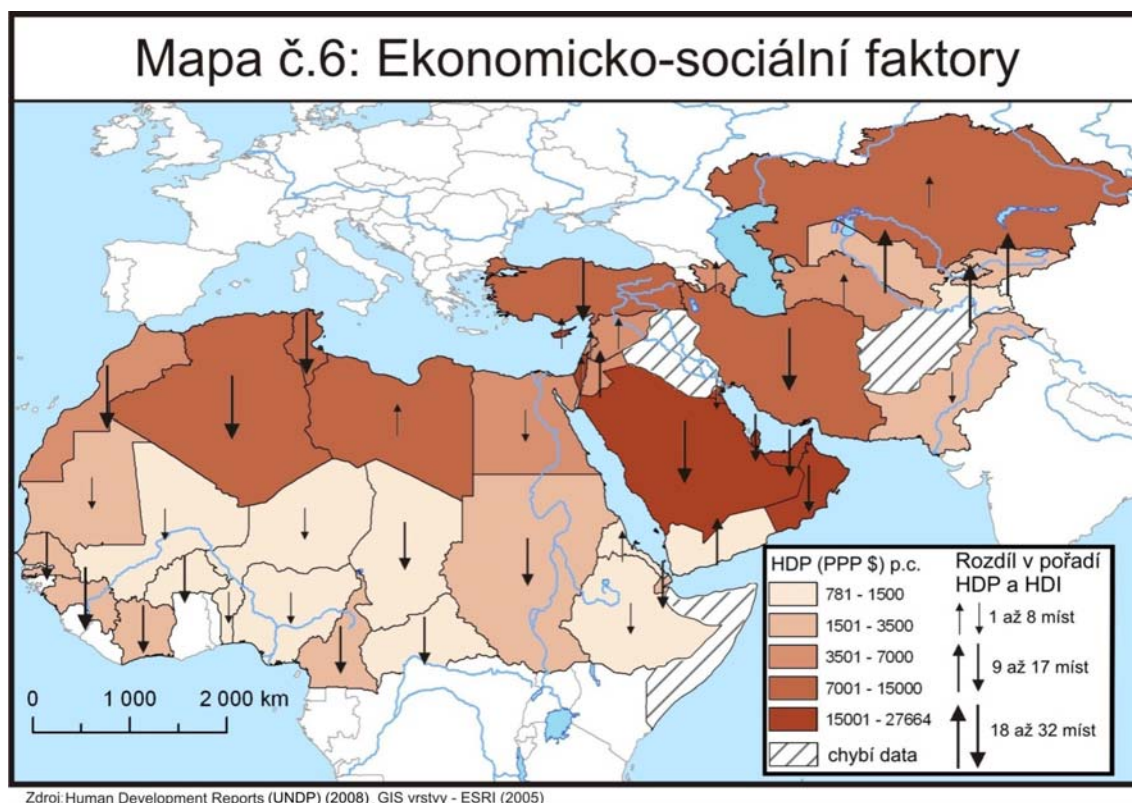 Mapa č.6: Ekonomicko-sociální faktory
0 1 000 2 000 km
HDP (PPP $) p.c.
781 - 1500
1501 - 3500
3501 - 7000
7001 - 15000
15001 - 27664
chybí data
Rozdíl v pořadí
HDP a HDI
1 až 8 míst
9 až 17 míst
18 až 32 míst
Zdroj:Human Development Reports (UNDP) (2008) GIS vrstvy - ESRI (2005)